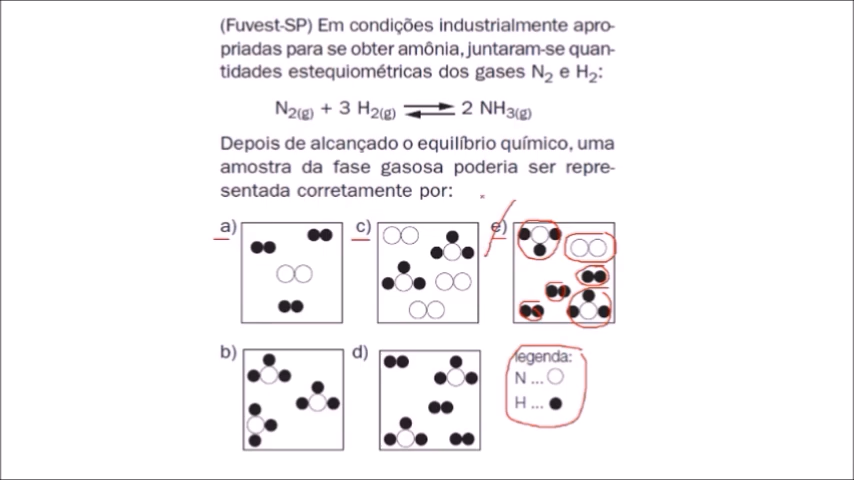 (Fuvest-SP) Em condições industrialmente apro-
priadas para se obter amônia, juntaram-se quan-
tidades estequiométricas dos gases N₂ e H₂:
N₂(g) + 3 H₂(g) ⇌ 2 NH₃(g)
Depois de alcançado o equilíbrio químico, uma
amostra da fase gasosa poderia ser repre-
sentada corretamente por:
a) c) e)
b) d) legenda:
N ...
H ...